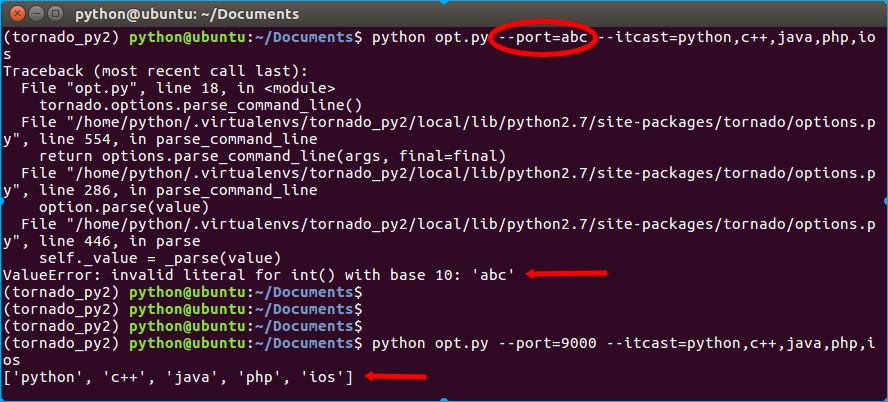 python@ubuntu: ~/Documents
(tornado_py2) python@ubuntu:~/Documents$ python opt.py --port=abc --itcast=python,c++,java,php,io
s
Traceback (most recent call last):
  File "opt.py", line 18, in <module>
    tornado.options.parse_command_line()
  File "/home/python/.virtualenvs/tornado_py2/local/lib/python2.7/site-packages/tornado/options.p
y", line 554, in parse_command_line
    return options.parse_command_line(args, final=final)
  File "/home/python/.virtualenvs/tornado_py2/local/lib/python2.7/site-packages/tornado/options.p
y", line 286, in parse_command_line
    option.parse(value)
  File "/home/python/.virtualenvs/tornado_py2/local/lib/python2.7/site-packages/tornado/options.p
y", line 446, in parse
    self._value = _parse(value)
ValueError: invalid literal for int() with base 10: 'abc'
(tornado_py2) python@ubuntu:~/Documents$
(tornado_py2) python@ubuntu:~/Documents$
(tornado_py2) python@ubuntu:~/Documents$
(tornado_py2) python@ubuntu:~/Documents$ python opt.py --port=9000 --itcast=python,c++,java,php,i
os
['python', 'c++', 'java', 'php', 'ios']